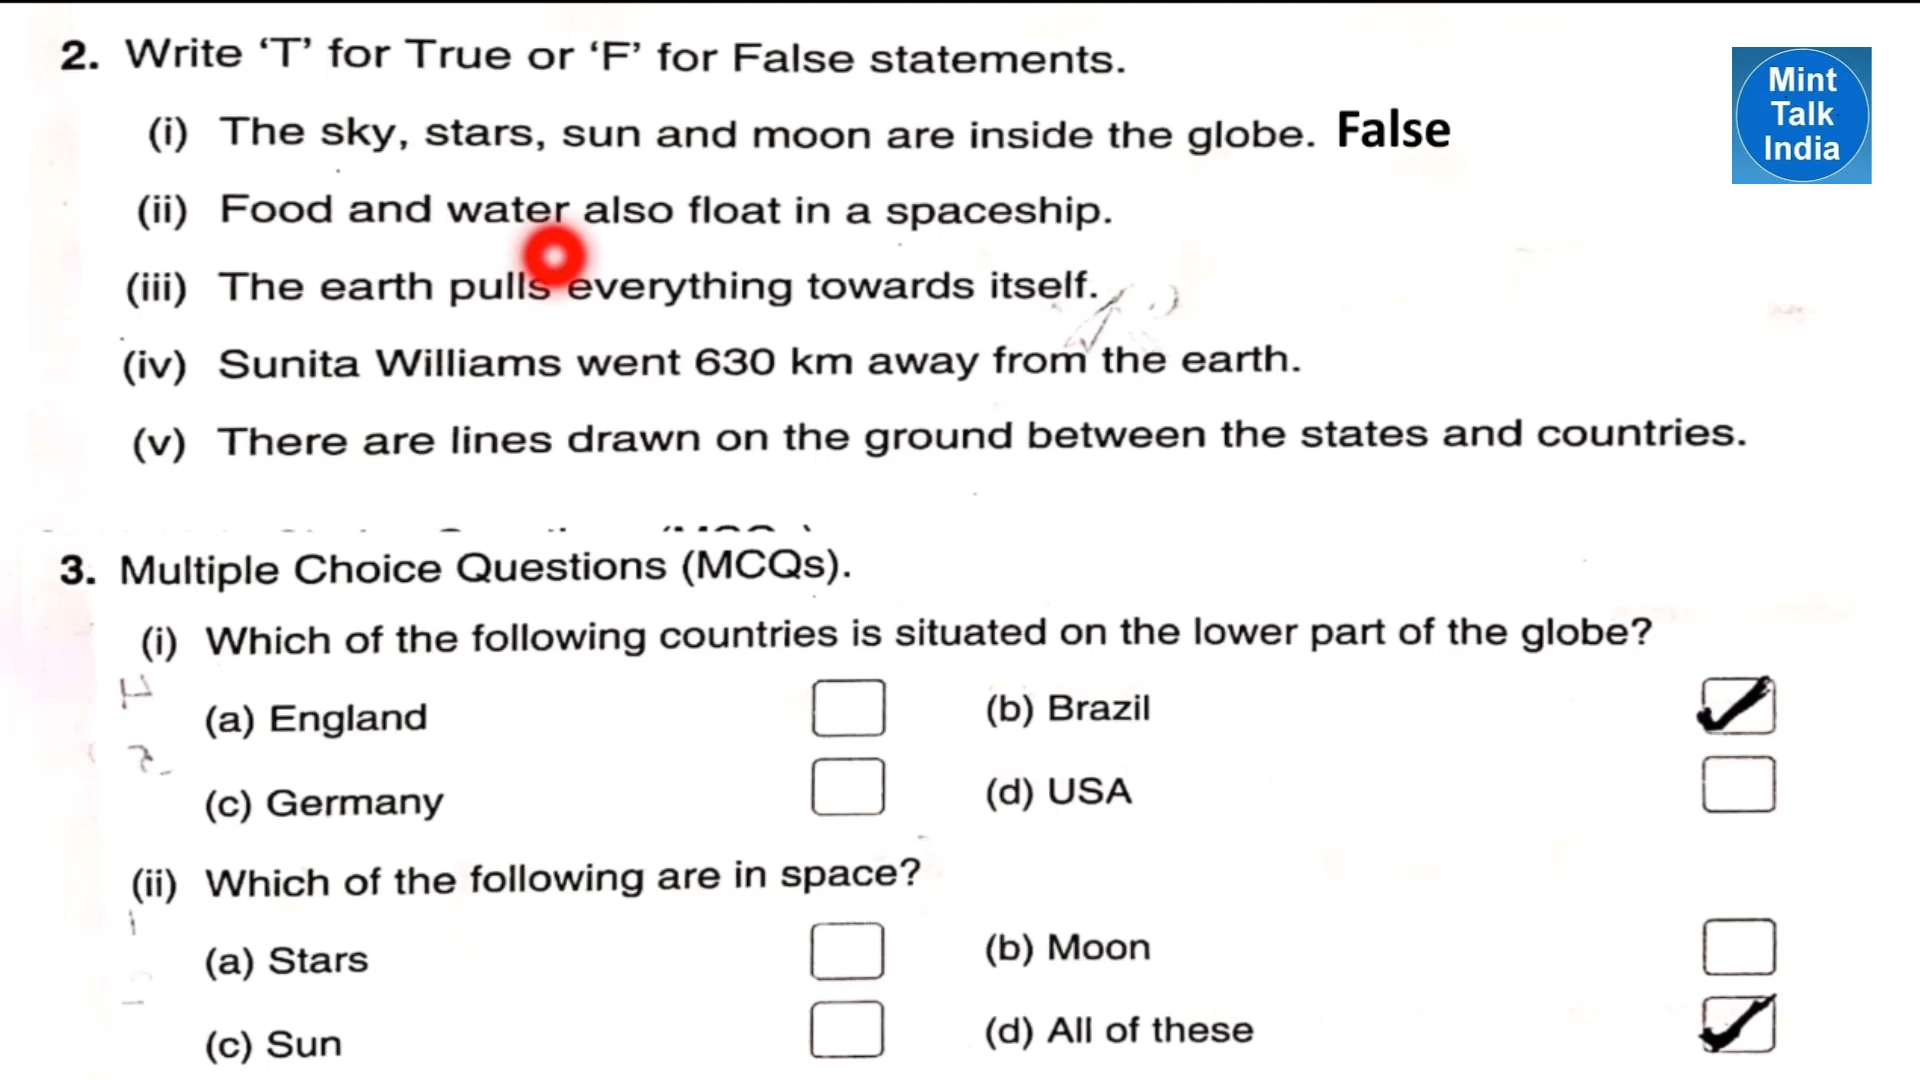 2. Write ‘T’ for True or ‘F’ for False statements.
(i) The sky, stars, sun and moon are inside the globe. False
(ii) Food and water also float in a spaceship.
(iii) The earth pulls everything towards itself.
(iv) Sunita Williams went 630 km away from the earth.
(v) There are lines drawn on the ground between the states and countries.
3. Multiple Choice Questions (MCQs).
(i) Which of the following countries is situated on the lower part of the globe?
(a) England (b) Brazil
(c) Germany (d) USA
(ii) Which of the following are in space?
(a) Stars (b) Moon
(c) Sun (d) All of these
Mint
Talk
India